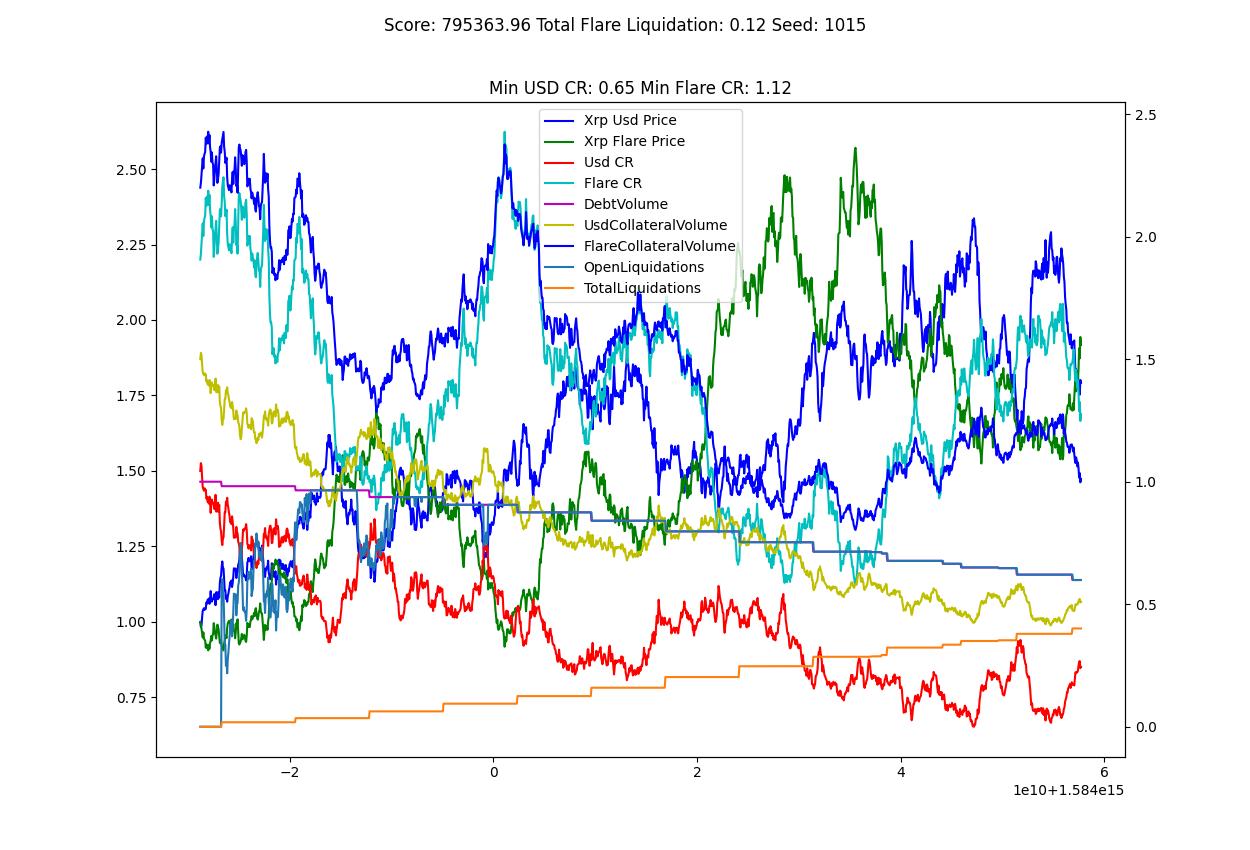 Score: 795363.96 Total Flare Liquidation: 0.12 Seed: 1015
Min USD CR: 0.65 Min Flare CR: 1.12
Xrp Usd Price
Xrp Flare Price
Usd CR
Flare CR
DebtVolume
UsdCollateralVolume
FlareCollateralVolume
OpenLiquidations
TotalLiquidations
2.50
2.25
2.00
1.75
1.50
1.25
1.00
0.75
2.5
2.0
1.5
1.0
0.5
0.0
−2 0 2 4 6
1e10+1.584e15